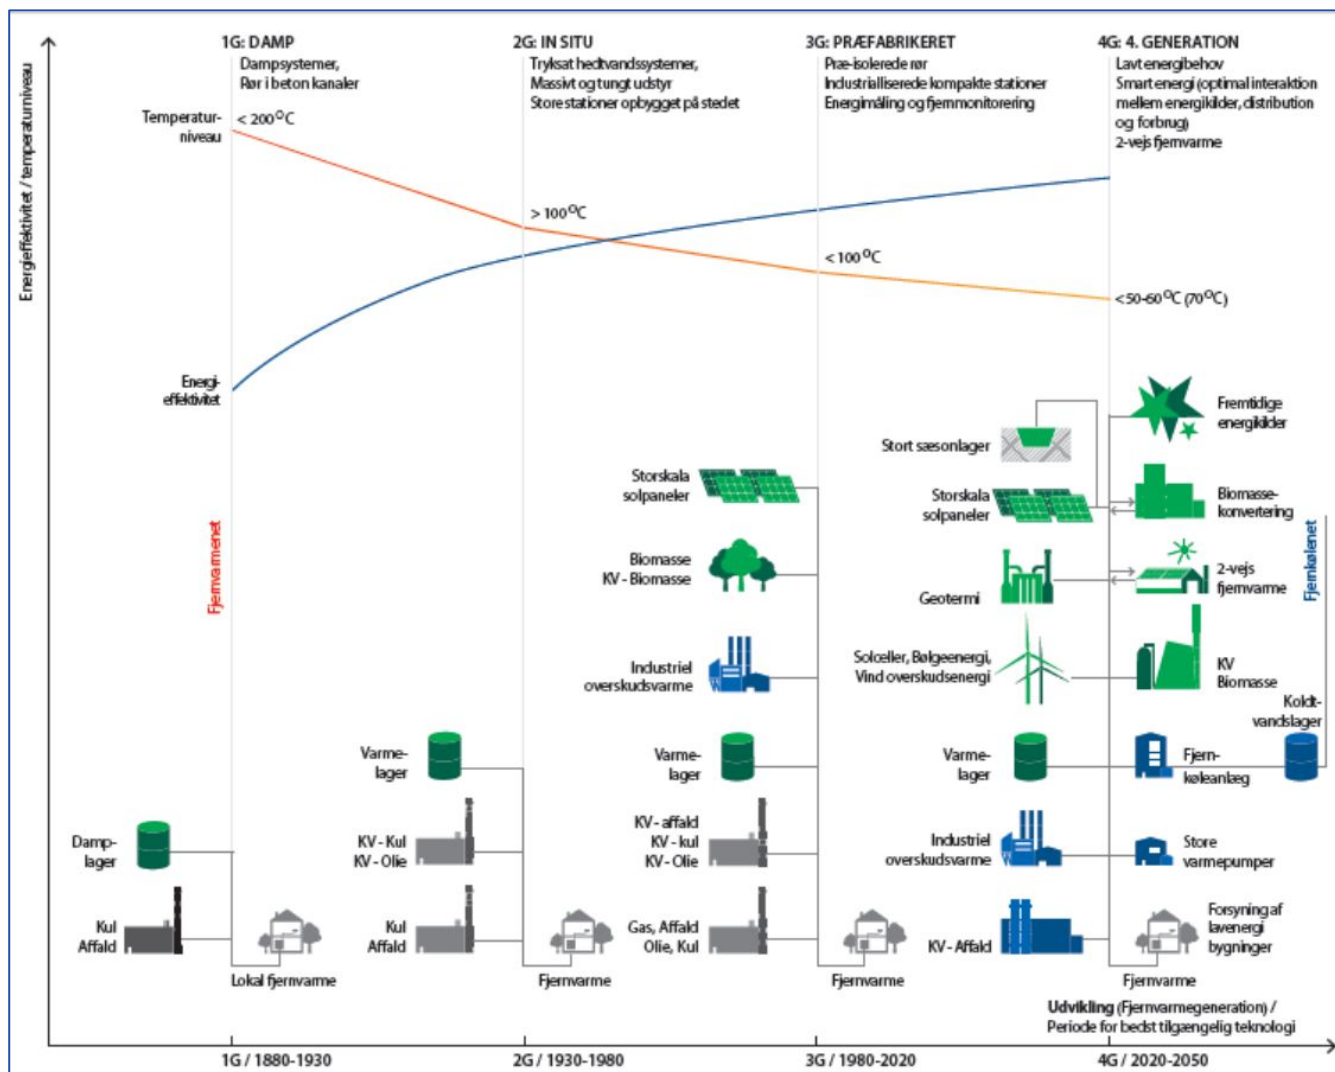 Energieffektivitet / temperaturniveau
1G: DAMP
Dampsystemer,
Rør i beton kanaler
2G: IN SITU
Tryksat hedtvandssystemer,
Massivt og tungt udstyr
Store stationer opbygget på stedet
3G: PRÆFABRIKERET
Præ-isolerede rør
Industrialliserede kompakte stationer
Energimåling og fjernmonitorering
4G: 4. GENERATION
Lavt energibehov
Smart energi (optimal interaktion
mellem energikilder, distribution
og forbrug)
2-vejs fjernvarme
Temperatur-
niveau
< 200°C
> 100°C
< 100°C
<50-60°C (70°C)
Energi-
effektivitet
Fjernvarmenet
Damp-
lager
Kul
Affald
Lokal fjernvarme
Varme-
lager
KV - Kul
KV - Olie
Kul
Affald
Fjernvarme
Storskala
solpaneler
Biomasse
KV - Biomasse
Industriel
overskudsvarme
Varme-
lager
KV - affald
KV - kul
KV - Olie
Gas, Affald
Olie, Kul
Fjernvarme
Stort sæsonlager
Storskala
solpaneler
Geotermi
Solceller, Bølgeenergi,
Vind overskudsenergi
Varme-
lager
Industriel
overskudsvarme
KV - Affald
Fremtidige
energikilder
Biomasse-
konvertering
2-vejs
fjernvarme
KV
Biomasse
Fjern-
køleanlæg
Store
varmepumper
Forsyning af
lavenergi
bygninger
Fjernvarme
Fjernkølenet
Koldt-
vandslager
Udvikling (Fjernvarmegeneration) /
Periode for bedst tilgængelig teknologi
1G / 1880-1930
2G / 1930-1980
3G / 1980-2020
4G / 2020-2050